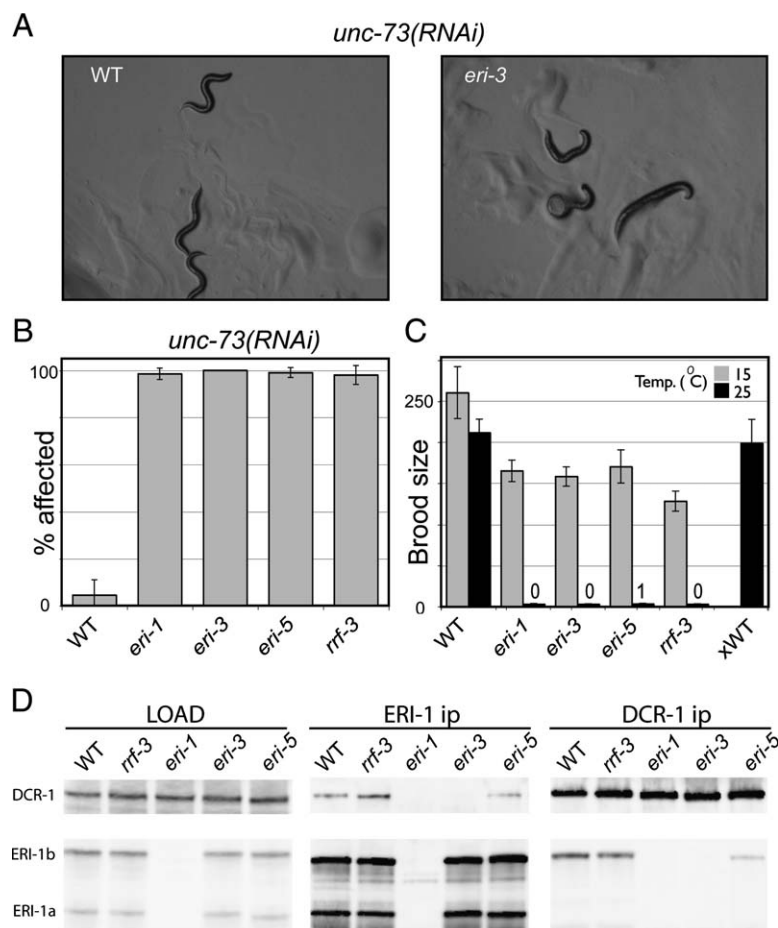 A
unc-73(RNAi)
WT
eri-3
B
unc-73(RNAi)
100
0
% affected
WT
eri-1
eri-3
eri-5
rrf-3
C
Temp. (°C)
15
25
250
0
Brood size
0
0
1
0
WT
eri-1
eri-3
eri-5
rrf-3
xWT
D
LOAD
ERI-1 ip
DCR-1 ip
WT rrf-3 eri-1 eri-3 eri-5
WT rrf-3 eri-1 eri-3 eri-5
WT rrf-3 eri-1 eri-3 eri-5
DCR-1
ERI-1b
ERI-1a